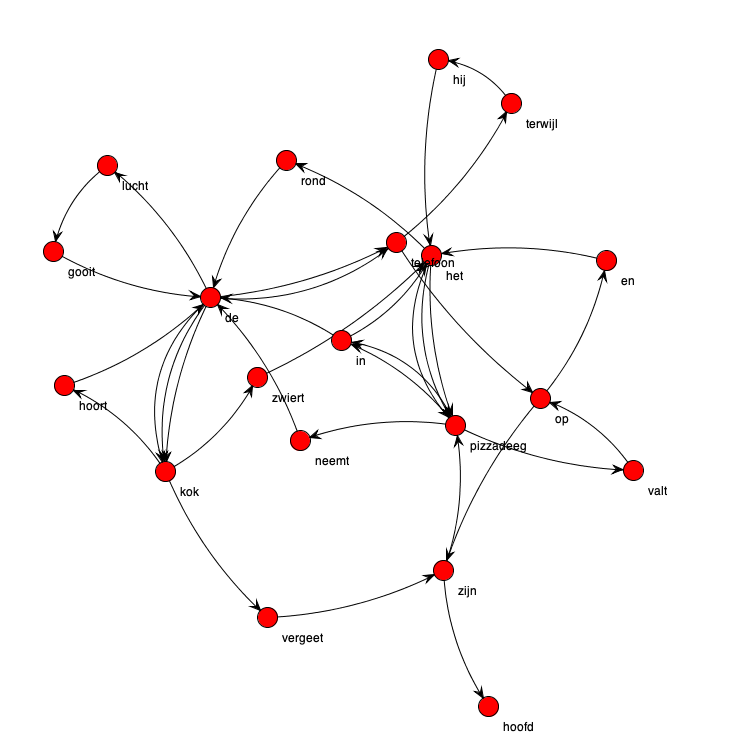 hij
terwijl
rond
lucht
telefoon
het
gooit
en
de
in
zwiert
hoort
op
pizzadeeg
neemt
kok
valt
zijn
vergeet
hoofd